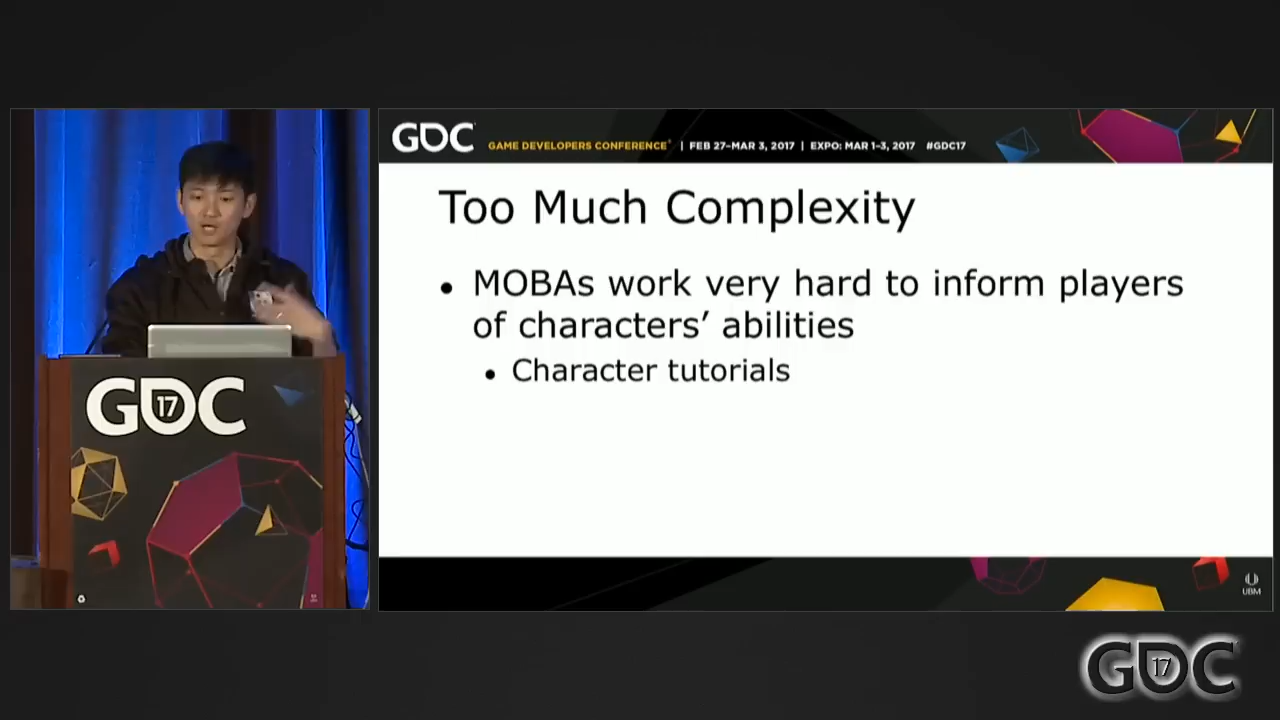 GDC
GAME DEVELOPERS CONFERENCE® | FEB 27–MAR 3, 2017 | EXPO: MAR 1–3, 2017 #GDC17
Too Much Complexity
• MOBAs work very hard to inform players
of characters’ abilities
• Character tutorials
GDC
17
UBM
GDC
17